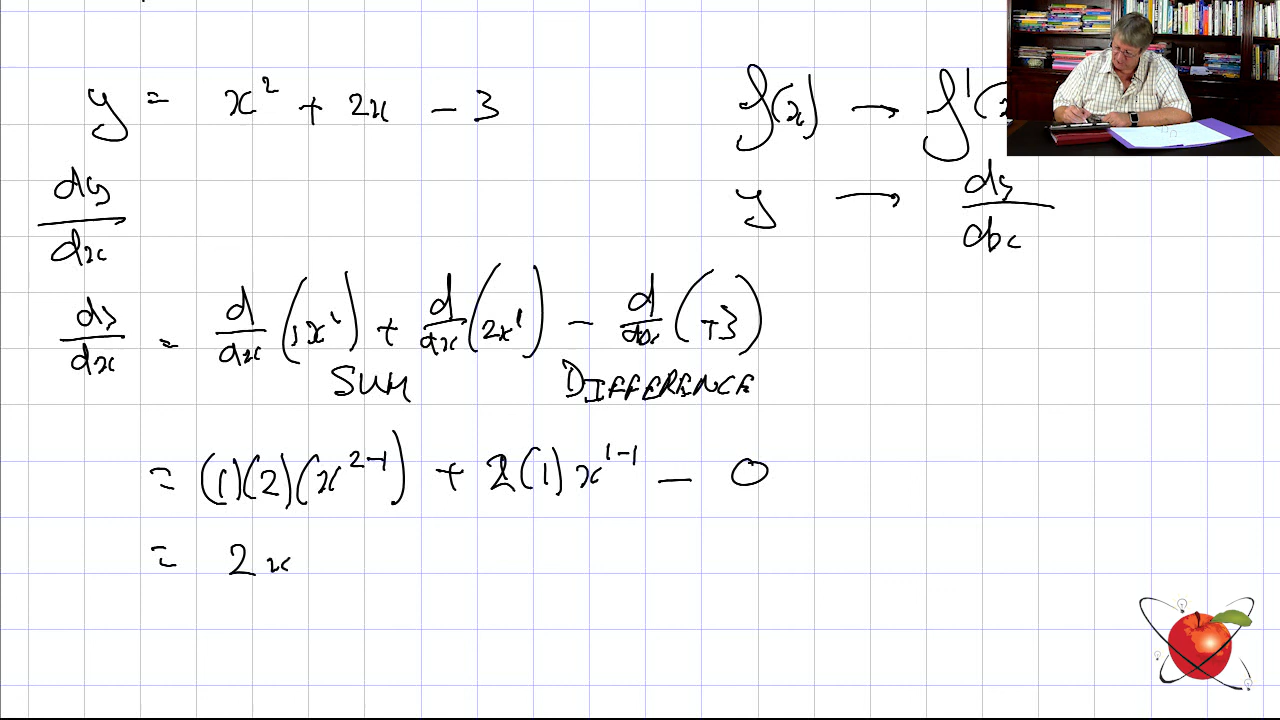 y = x² + 2x - 3
f(x) → f'(x
y → dy/dx
dy/dx
dy/dx = d/dx (1x²) + d/dx (2x¹) - d/dx (+3)
SUM DIFFERENCE
= (1)(2)(x²⁻¹) + 2(1)x¹⁻¹ - 0
= 2x